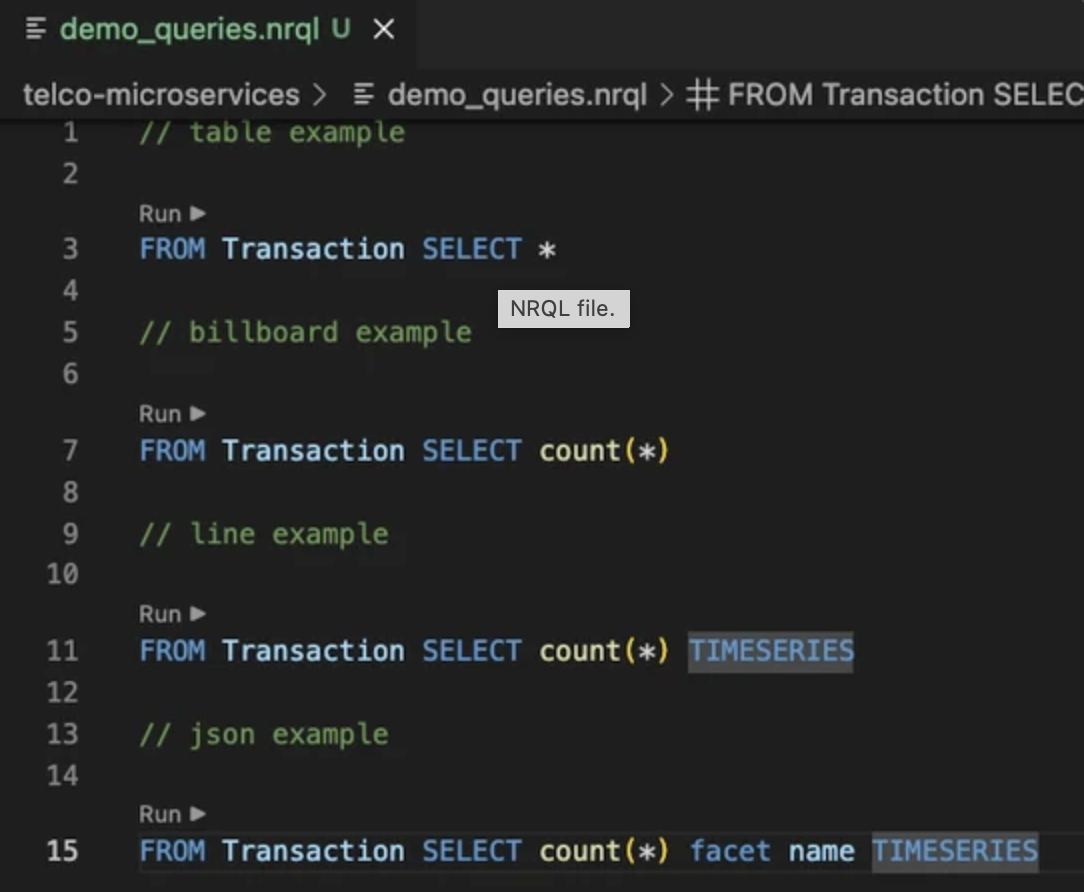 demo_queries.nrql U
telco-microservices > demo_queries.nrql > FROM Transaction SELEC
1 // table example
2
Run
3 FROM Transaction SELECT *
4
NRQL file.
5 // billboard example
6
Run
7 FROM Transaction SELECT count(*)
8
9 // line example
10
Run
11 FROM Transaction SELECT count(*) TIMESERIES
12
13 // json example
14
Run
15 FROM Transaction SELECT count(*) facet name TIMESERIES